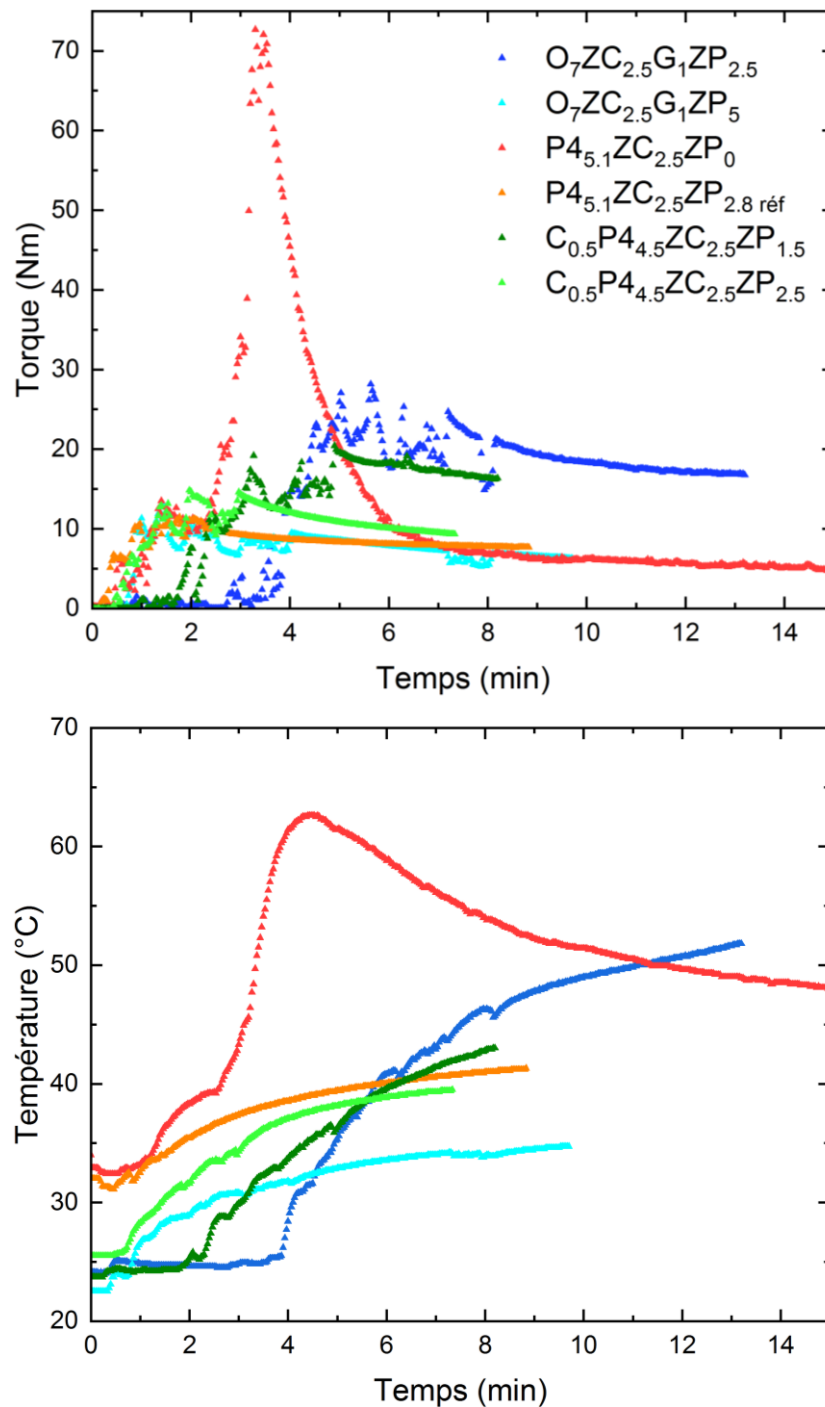 70
60
50
40
30
20
10
0
Torque (Nm)
O₇ZC₂.₅G₁ZP₂.₅
O₇ZC₂.₅G₁ZP₅
P4₅.₁ZC₂.₅ZP₀
P4₅.₁ZC₂.₅ZP₂.₈ réf
C₀.₅P4₄.₅ZC₂.₅ZP₁.₅
C₀.₅P4₄.₅ZC₂.₅ZP₂.₅
0 2 4 6 8 10 12 14
Temps (min)
70
60
50
40
30
20
Température (°C)
0 2 4 6 8 10 12 14
Temps (min)